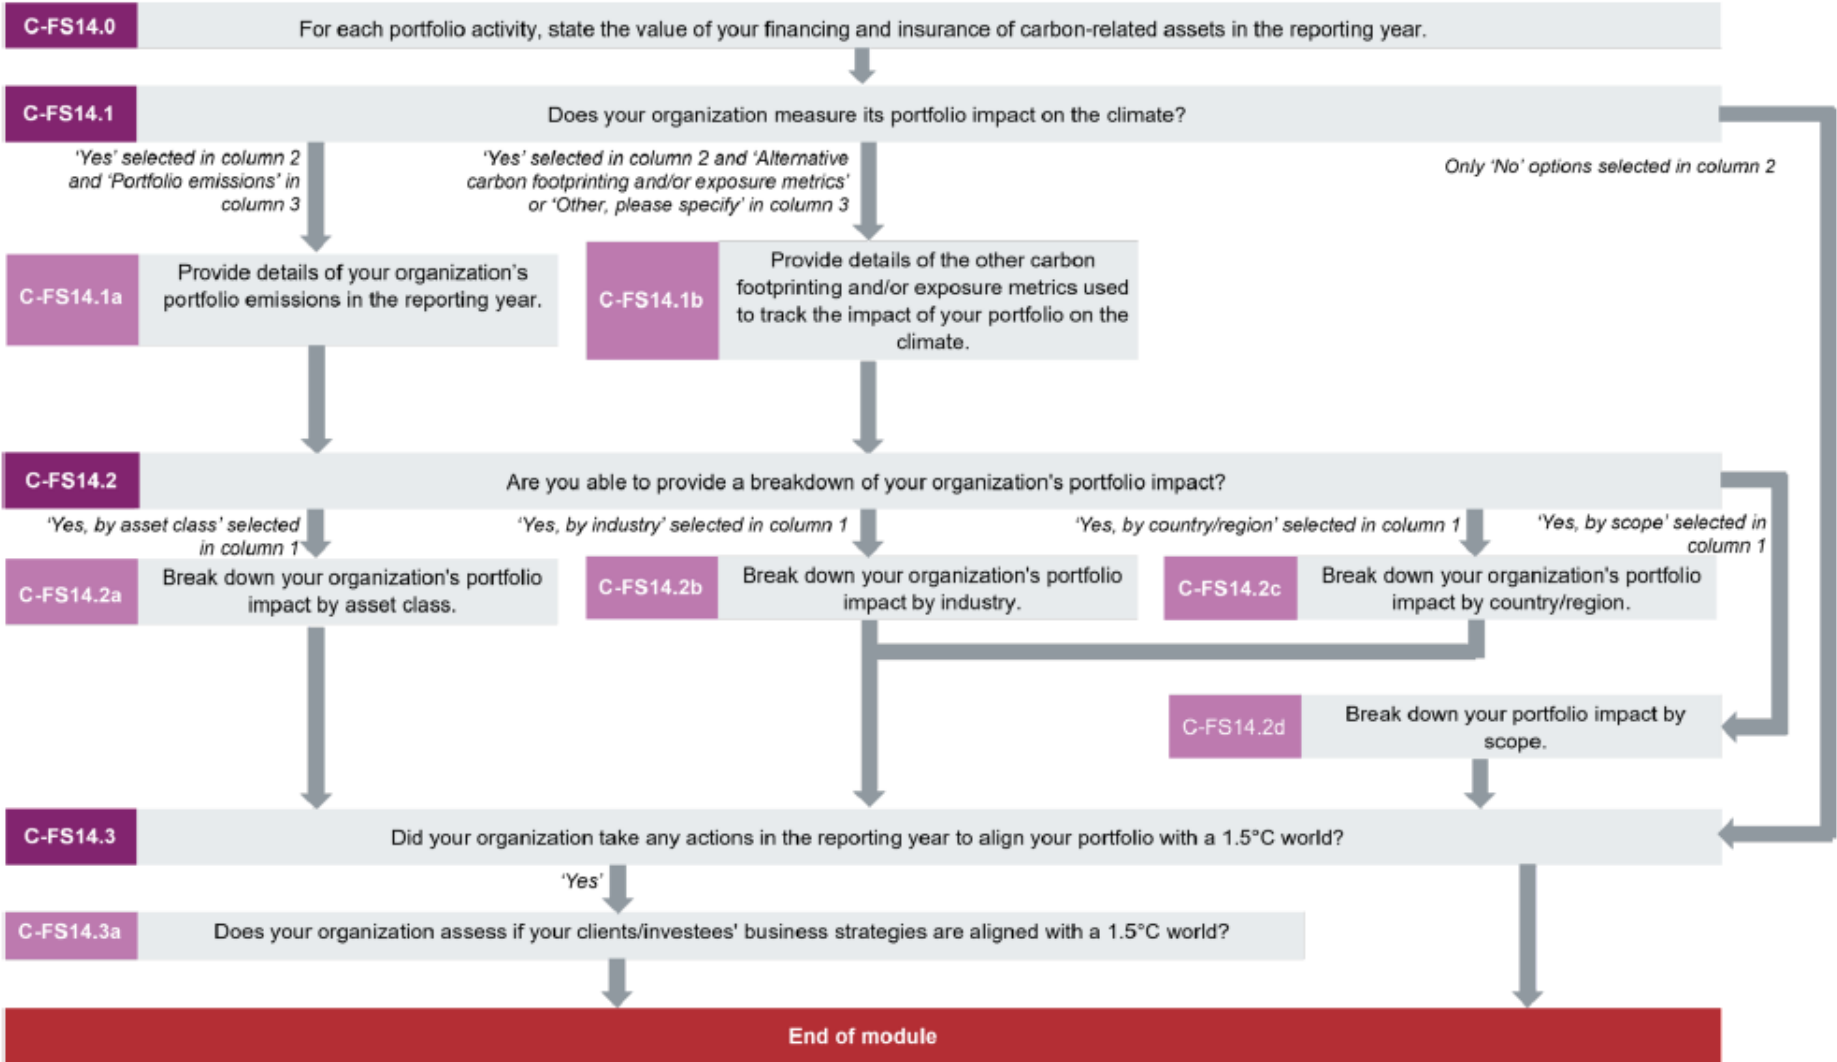 C-FS14.0
For each portfolio activity, state the value of your financing and insurance of carbon-related assets in the reporting year.
C-FS14.1
Does your organization measure its portfolio impact on the climate?
‘Yes’ selected in column 2
and ‘Portfolio emissions’ in
column 3
‘Yes’ selected in column 2 and ‘Alternative
carbon footprinting and/or exposure metrics’
or ‘Other, please specify’ in column 3
Only ‘No’ options selected in column 2
C-FS14.1a
Provide details of your organization’s
portfolio emissions in the reporting year.
C-FS14.1b
Provide details of the other carbon
footprinting and/or exposure metrics used
to track the impact of your portfolio on the
climate.
C-FS14.2
Are you able to provide a breakdown of your organization's portfolio impact?
‘Yes, by asset class’ selected
in column 1
‘Yes, by industry’ selected in column 1
‘Yes, by country/region’ selected in column 1
‘Yes, by scope’ selected in
column 1
C-FS14.2a
Break down your organization's portfolio
impact by asset class.
C-FS14.2b
Break down your organization's portfolio
impact by industry.
C-FS14.2c
Break down your organization's portfolio
impact by country/region.
C-FS14.2d
Break down your portfolio impact by
scope.
C-FS14.3
Did your organization take any actions in the reporting year to align your portfolio with a 1.5°C world?
‘Yes’
C-FS14.3a
Does your organization assess if your clients/investees' business strategies are aligned with a 1.5°C world?
End of module